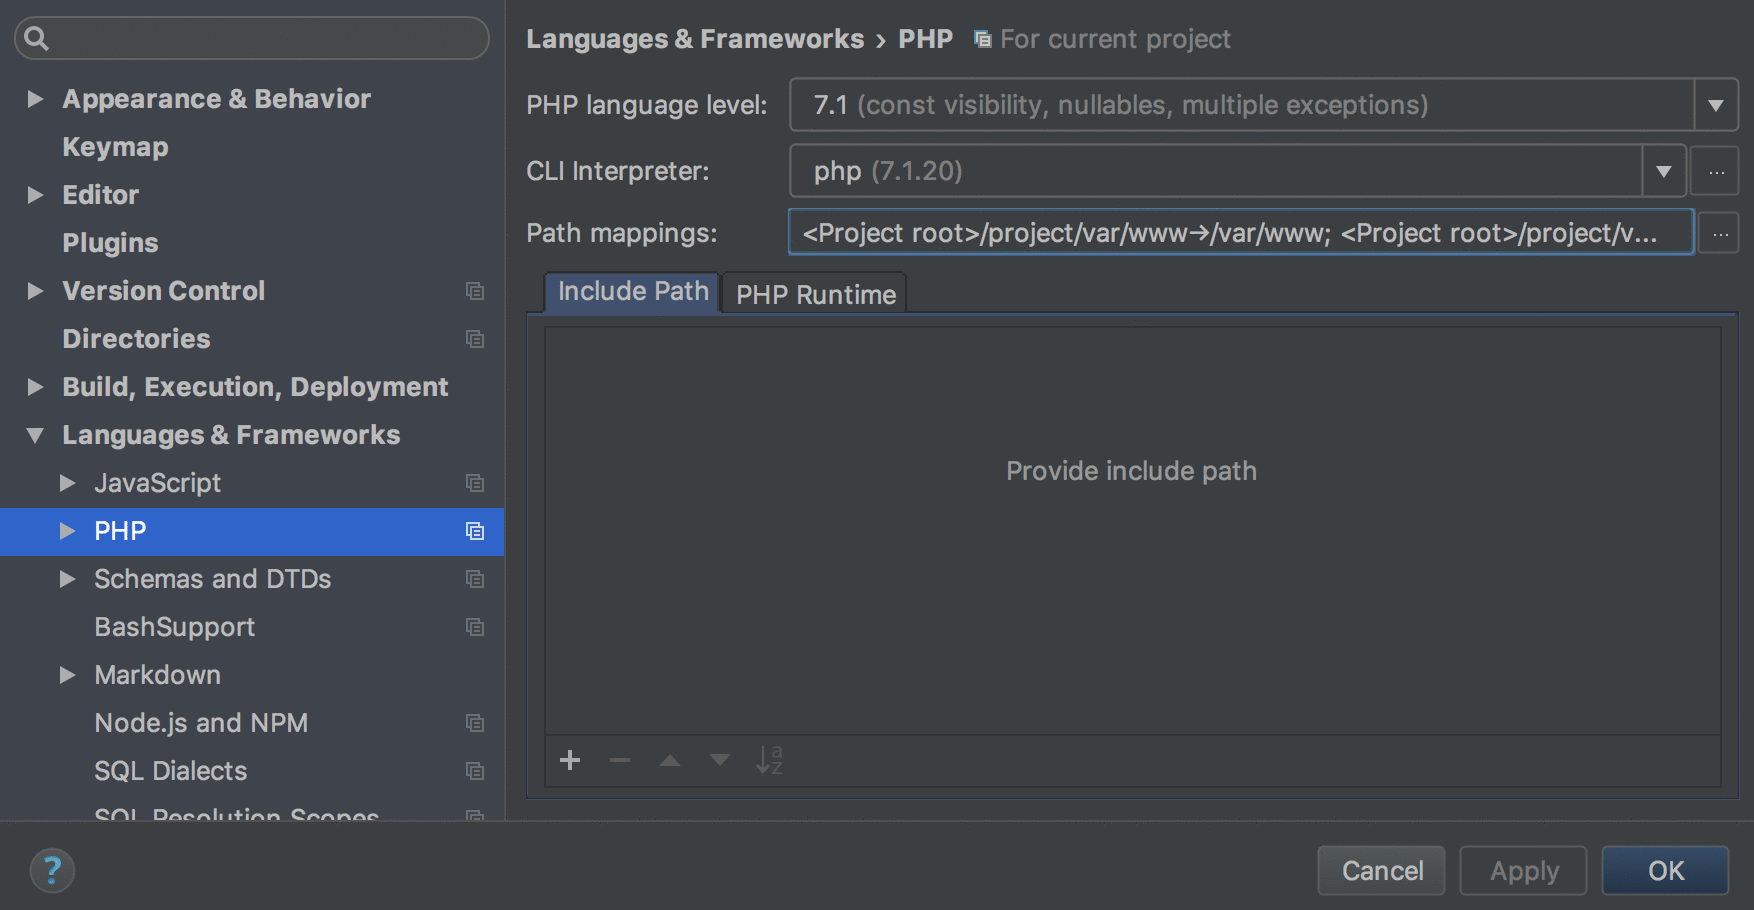 Appearance & Behavior
Keymap
Editor
Plugins
Version Control
Directories
Build, Execution, Deployment
Languages & Frameworks
JavaScript
PHP
Schemas and DTDs
BashSupport
Markdown
Node.js and NPM
SQL Dialects
SQL Resolution Scopes
?
Languages & Frameworks › PHP For current project
PHP language level: 7.1 (const visibility, nullables, multiple exceptions)
CLI Interpreter: php (7.1.20) ...
Path mappings: <Project root>/project/var/www→/var/www; <Project root>/project/v... ...
Include Path PHP Runtime
Provide include path
a
z
Cancel Apply OK